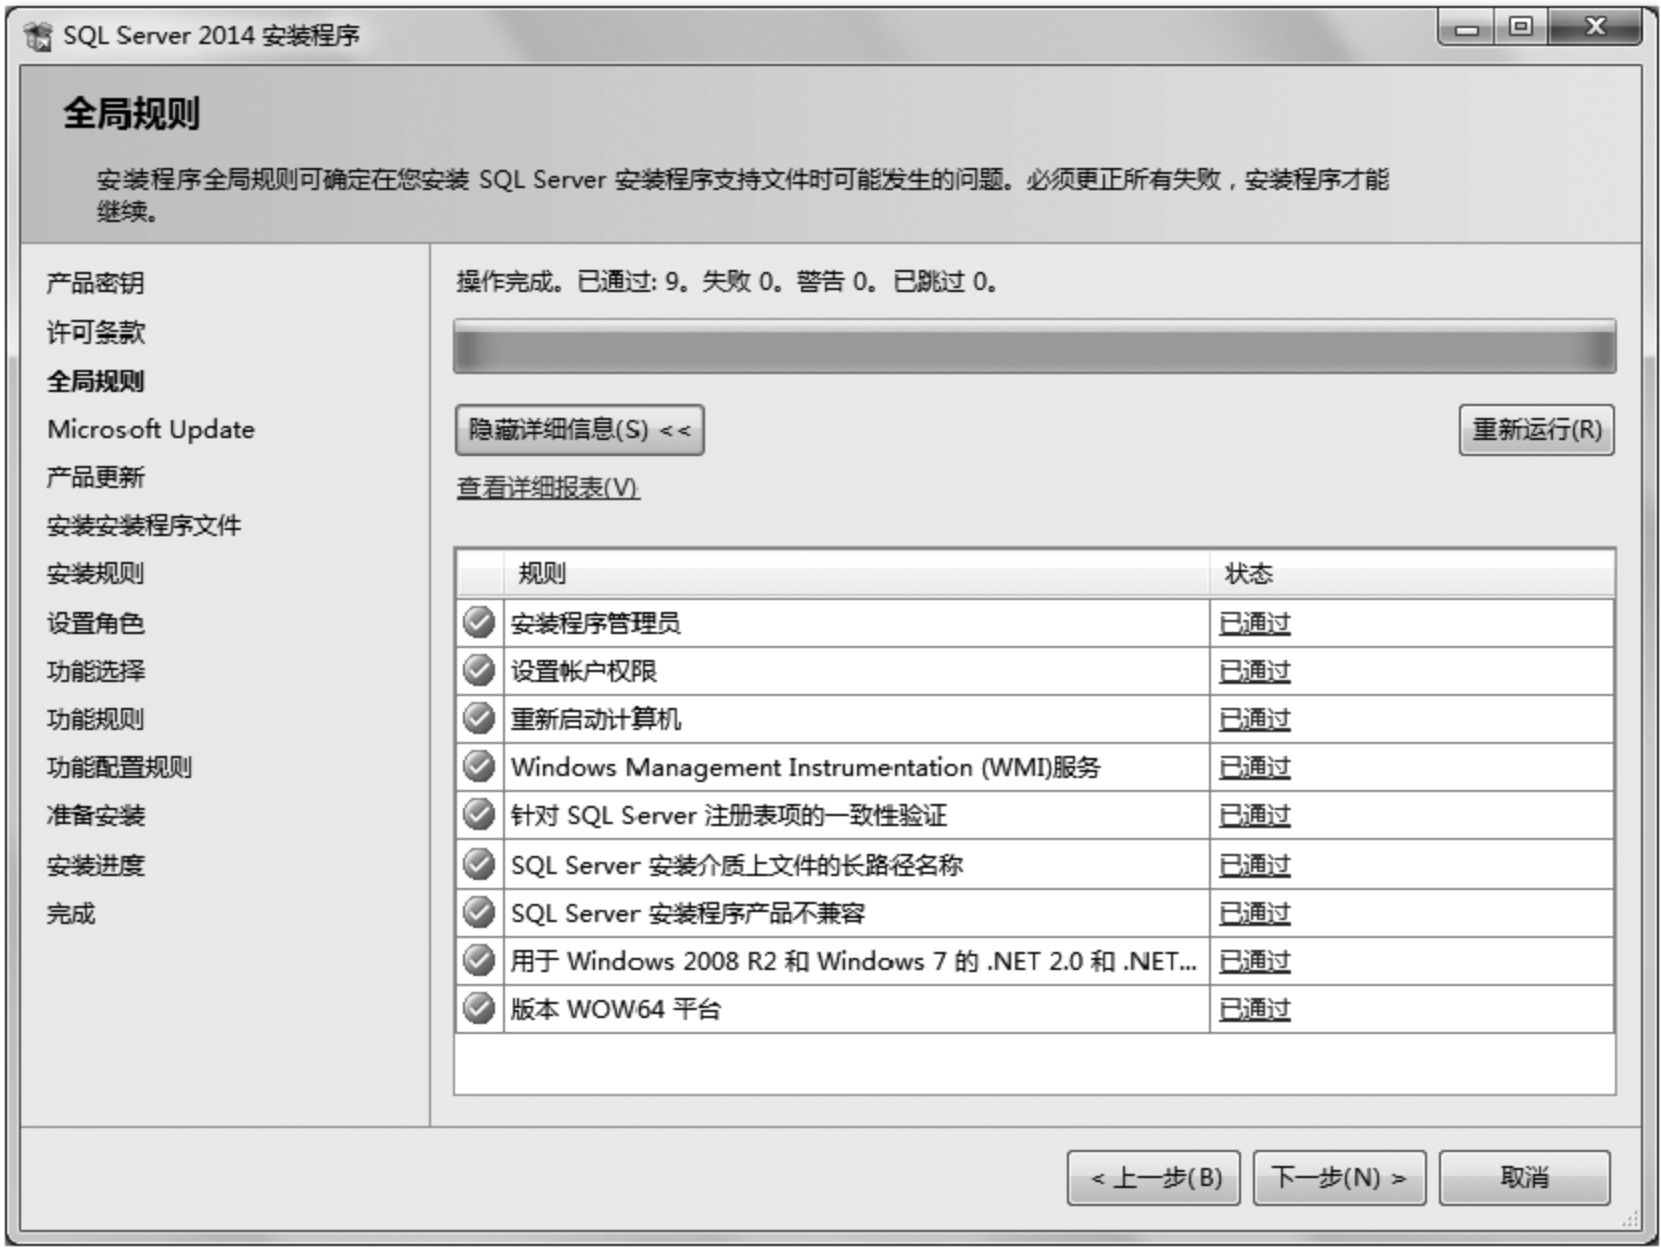 SQL Server 2014 安装程序
全局规则
安装程序全局规则可确定在您安装 SQL Server 安装程序支持文件时可能发生的问题。必须更正所有失败，安装程序才能
继续。
产品密钥
许可条款
全局规则
Microsoft Update
产品更新
安装安装程序文件
安装规则
设置角色
功能选择
功能规则
功能配置规则
准备安装
安装进度
完成
操作完成。已通过: 9。失败 0。警告 0。已跳过 0。
隐藏详细信息(S) <<
重新运行(R)
查看详细报表(V)
规则 状态
安装程序管理员 已通过
设置帐户权限 已通过
重新启动计算机 已通过
Windows Management Instrumentation (WMI)服务 已通过
针对 SQL Server 注册表项的一致性验证 已通过
SQL Server 安装介质上文件的长路径名称 已通过
SQL Server 安装程序产品不兼容 已通过
用于 Windows 2008 R2 和 Windows 7 的 .NET 2.0 和 .NET... 已通过
版本 WOW64 平台 已通过
< 上一步(B) 下一步(N) > 取消